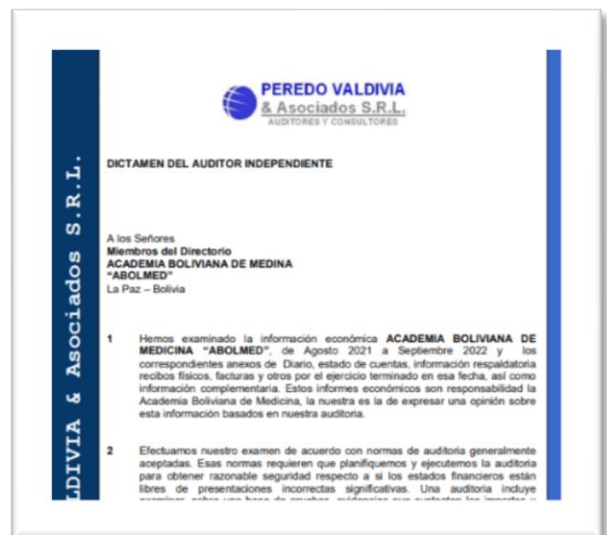 PEREDO VALDIVIA
& Asociados S.R.L.
AUDITORES Y CONSULTORES
DICTAMEN DEL AUDITOR INDEPENDIENTE
A los Señores
Miembros del Directorio
ACADEMIA BOLIVIANA DE MEDINA
“ABOLMED”
La Paz – Bolivia
1 Hemos examinado la información económica ACADEMIA BOLIVIANA DE
MEDICINA “ABOLMED”, de Agosto 2021 a Septiembre 2022 y los
correspondientes anexos de Diario, estado de cuentas, información respaldatoria
recibos físicos, facturas y otros por el ejercicio terminado en esa fecha, así como
información complementaria. Estos informes económicos son responsabilidad la
Academia Boliviana de Medicina, la nuestra es la de expresar una opinión sobre
esta información basados en nuestra auditoria.
2 Efectuamos nuestro examen de acuerdo con normas de auditoria generalmente
aceptadas. Esas normas requieren que planifiquemos y ejecutemos la auditoria
para obtener razonable seguridad respecto a si los estados financieros están
libres de presentaciones incorrectas significativas. Una auditoria incluye
LDIVIA & Asociados S.R.L.